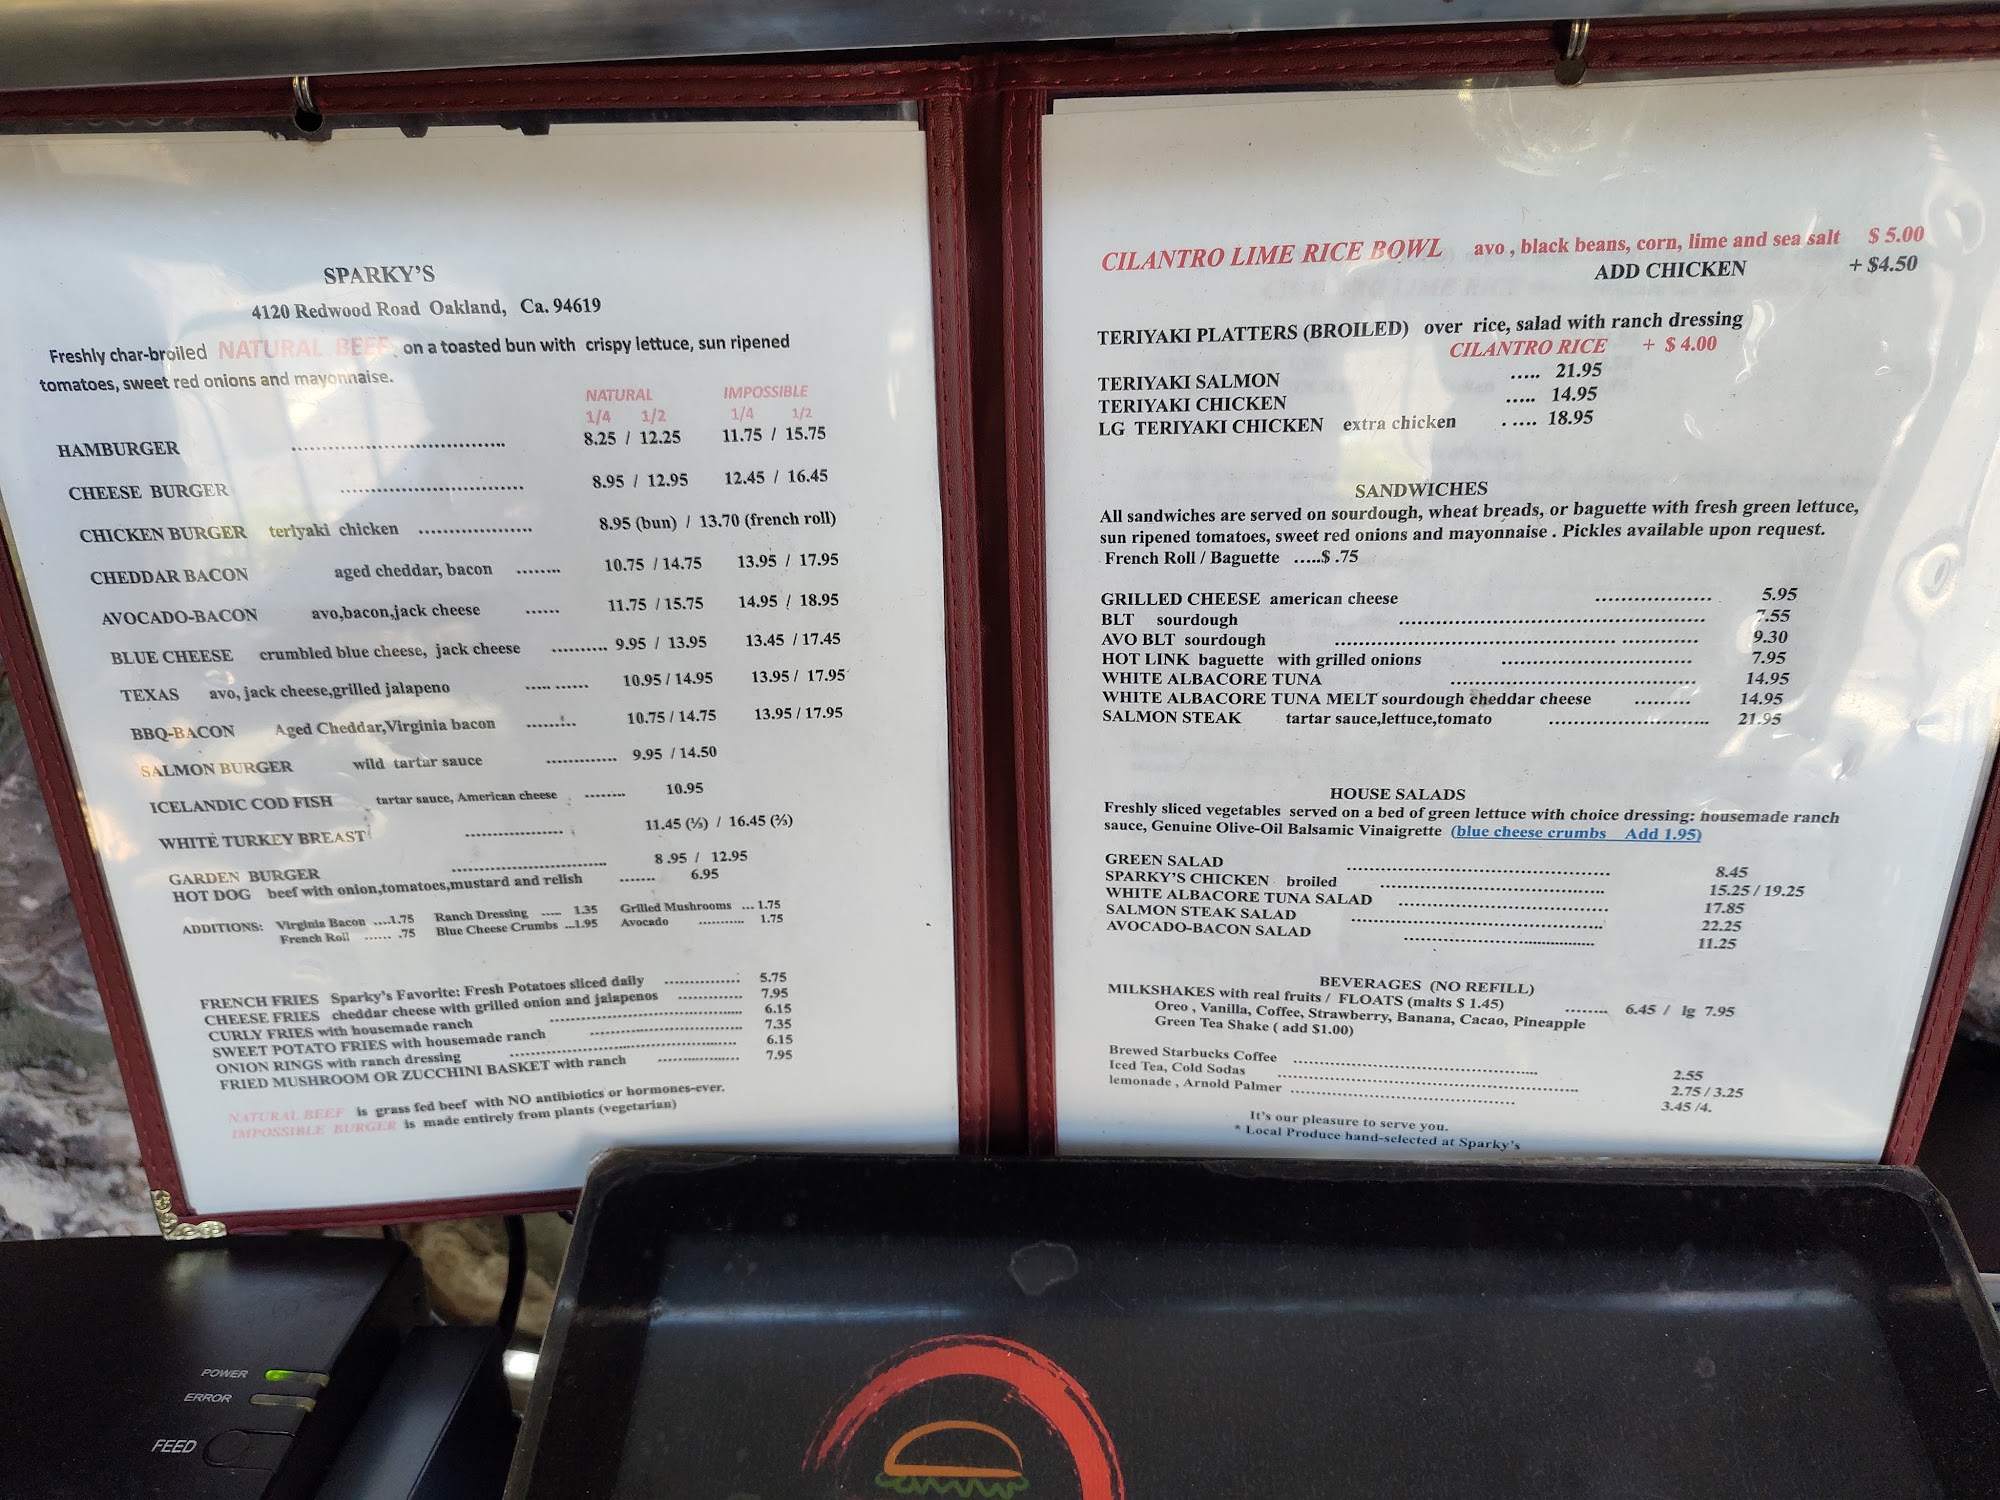 SPARKY'S
4120 Redwood Road Oakland, Ca. 94619
Freshly char-broiled NATURAL BEEF on a toasted bun with crispy lettuce, sun ripened
tomatoes, sweet red onions and mayonnaise.
NATURAL IMPOSSIBLE
1/4 1/2 1/4 1/2
HAMBURGER .................................. 8.25 / 12.25 11.75 / 15.75
CHEESE BURGER ............................. 8.95 / 12.95 12.45 / 16.45
CHICKEN BURGER teriyaki chicken .................. 8.95 (bun) / 13.70 (french roll)
CHEDDAR BACON aged cheddar, bacon ........ 10.75 / 14.75 13.95 / 17.95
AVOCADO-BACON avo,bacon,jack cheese ...... 11.75 / 15.75 14.95 / 18.95
BLUE CHEESE crumbled blue cheese, jack cheese .......... 9.95 / 13.95 13.45 / 17.45
TEXAS avo, jack cheese,grilled jalapeno ..... ...... 10.95 / 14.95 13.95 / 17.95
BBQ-BACON Aged Cheddar,Virginia bacon ......... 10.75 / 14.75 13.95 / 17.95
SALMON BURGER wild tartar sauce ............. 9.95 / 14.50
ICELANDIC COD FISH tartar sauce, American cheese ........ 10.95
WHITE TURKEY BREAST .................. 11.45 (⅓) / 16.45 (⅔)
GARDEN BURGER ............................ 8.95 / 12.95
HOT DOG beef with onion,tomatoes,mustard and relish ....... 6.95
ADDITIONS: Virginia Bacon ....1.75 Ranch Dressing ..... 1.35 Grilled Mushrooms ... 1.75
French Roll ...... .75 Blue Cheese Crumbs ...1.95 Avocado ........... 1.75
FRENCH FRIES Sparky's Favorite: Fresh Potatoes sliced daily .............. 5.75
CHEESE FRIES cheddar cheese with grilled onion and jalapenos ............ 7.95
CURLY FRIES with housemade ranch .................................... 6.15
SWEET POTATO FRIES with housemade ranch ............................ 7.35
ONION RINGS with ranch dressing .......................................... 6.15
FRIED MUSHROOM OR ZUCCHINI BASKET with ranch ............... 7.95
NATURAL BEEF is grass fed beef with NO antibiotics or hormones-ever.
IMPOSSIBLE BURGER is made entirely from plants (vegetarian)
CILANTRO LIME RICE BOWL avo , black beans, corn, lime and sea salt $ 5.00
ADD CHICKEN + $4.50
TERIYAKI PLATTERS (BROILED) over rice, salad with ranch dressing
CILANTRO RICE + $ 4.00
TERIYAKI SALMON ..... 21.95
TERIYAKI CHICKEN ..... 14.95
LG TERIYAKI CHICKEN extra chicken . .... 18.95
SANDWICHES
All sandwiches are served on sourdough, wheat breads, or baguette with fresh green lettuce,
sun ripened tomatoes, sweet red onions and mayonnaise . Pickles available upon request.
French Roll / Baguette .....$ .75
GRILLED CHEESE american cheese ................... 5.95
BLT sourdough .................................................. 7.55
AVO BLT sourdough ............................................................. 9.30
HOT LINK baguette with grilled onions ............................... 7.95
WHITE ALBACORE TUNA ........................................ 14.95
WHITE ALBACORE TUNA MELT sourdough cheddar cheese ......... 14.95
SALMON STEAK tartar sauce,lettuce,tomato .......................... 21.95
HOUSE SALADS
Freshly sliced vegetables served on a bed of green lettuce with choice dressing: housemade ranch
sauce, Genuine Olive-Oil Balsamic Vinaigrette (blue cheese crumbs Add 1.95)
GREEN SALAD ........................................... 8.45
SPARKY'S CHICKEN broiled ..................................... 15.25 / 19.25
WHITE ALBACORE TUNA SALAD .................................. 17.85
SALMON STEAK SALAD ......................................... 22.25
AVOCADO-BACON SALAD ................................. 11.25
BEVERAGES (NO REFILL)
MILKSHAKES with real fruits / FLOATS (malts $ 1.45) ........ 6.45 / lg 7.95
Oreo , Vanilla, Coffee, Strawberry, Banana, Cacao, Pineapple
Green Tea Shake ( add $1.00)
Brewed Starbucks Coffee ........................................ 2.55
Iced Tea, Cold Sodas ................................................. 2.75 / 3.25
lemonade , Arnold Palmer ..................................... 3.45 /4.
It's our pleasure to serve you.
* Local Produce hand-selected at Sparky's
POWER
ERROR
FEED